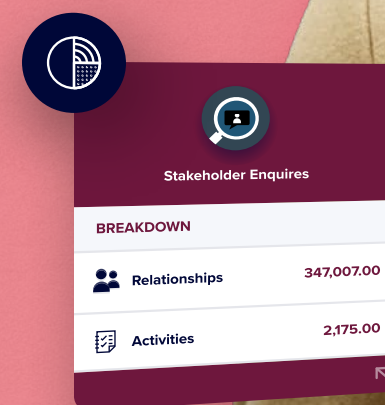 Stakeholder Enquires
BREAKDOWN
Relationships 347,007.00
Activities 2,175.00